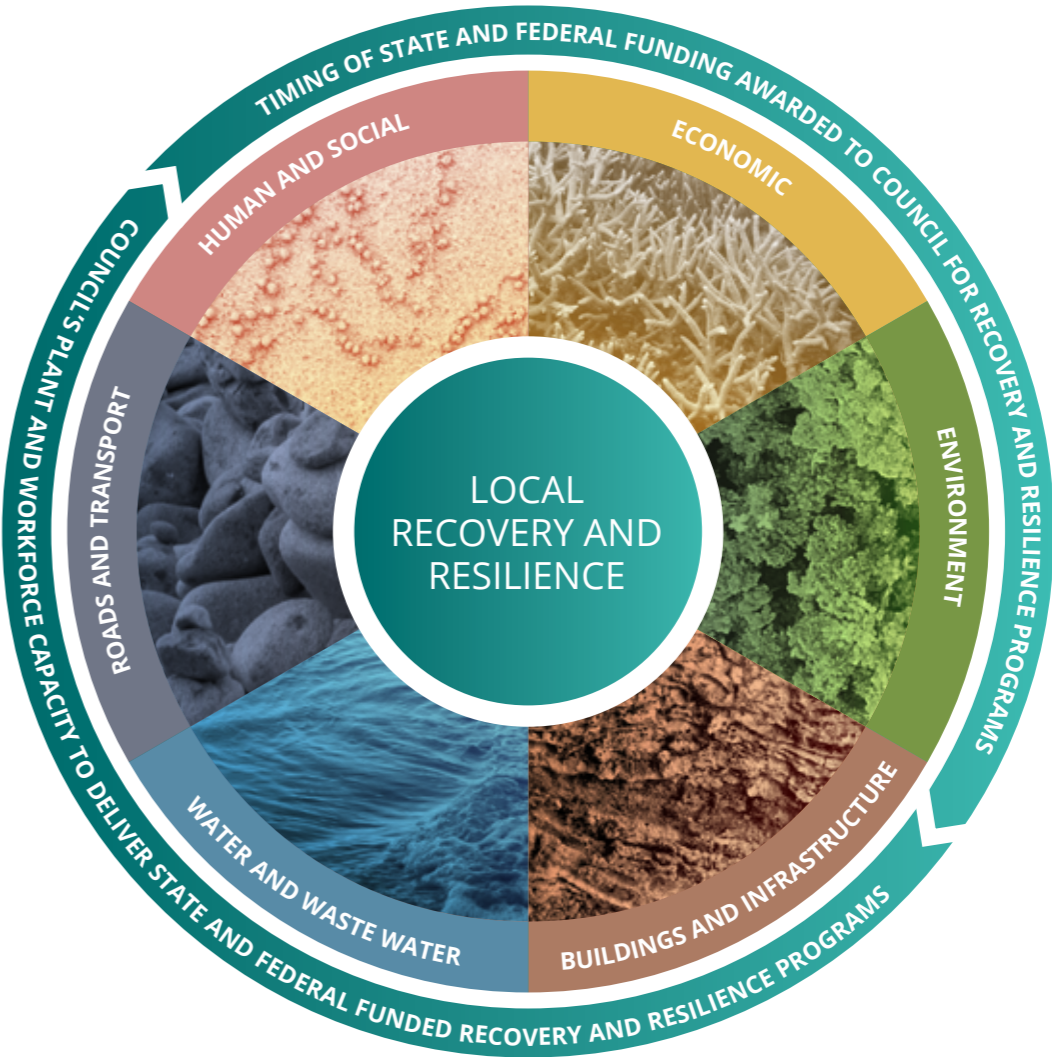 TIMING OF STATE AND FEDERAL FUNDING AWARDED TO COUNCIL FOR RECOVERY AND RESILIENCE PROGRAMS
COUNCIL'S PLANT AND WORKFORCE CAPACITY TO DELIVER STATE AND FEDERAL FUNDED RECOVERY AND RESILIENCE PROGRAMS
HUMAN AND SOCIAL
ECONOMIC
ENVIRONMENT
BUILDINGS AND INFRASTRUCTURE
WATER AND WASTE WATER
ROADS AND TRANSPORT
LOCAL
RECOVERY AND
RESILIENCE